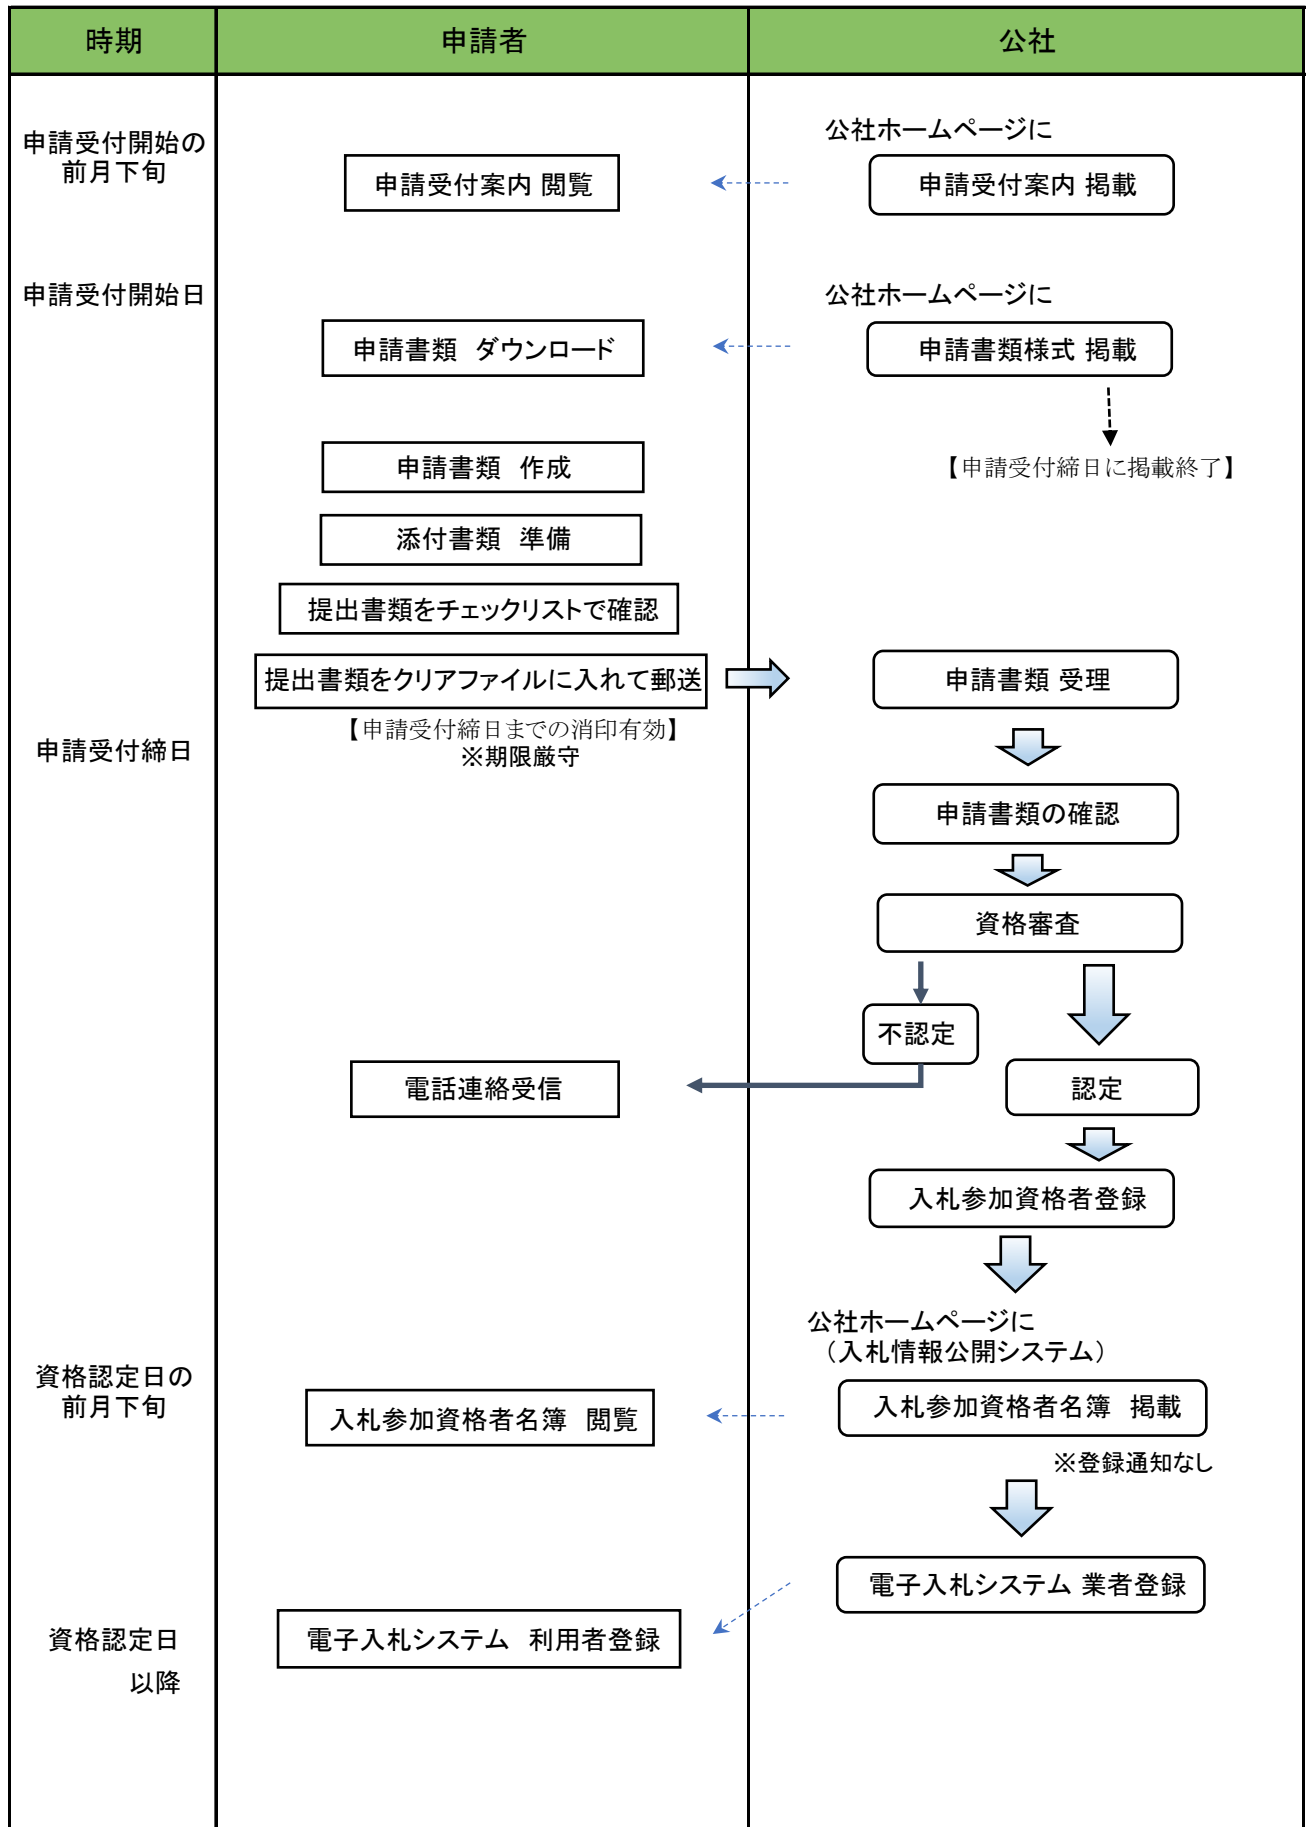 時期
申請者
公社
申請受付開始の
前月下旬
公社ホームページに
申請受付案内 閲覧
申請受付案内 掲載
申請受付開始日
公社ホームページに
申請書類　ダウンロード
申請書類様式 掲載
申請書類　作成
【申請受付締日に掲載終了】
添付書類　準備
提出書類をチェックリストで確認
提出書類をクリアファイルに入れて郵送
申請書類 受理
【申請受付締日までの消印有効】
※期限厳守
申請受付締日
申請書類の確認
資格審査
不認定
電話連絡受信
認定
入札参加資格者登録
公社ホームページに
（入札情報公開システム）
資格認定日の
前月下旬
入札参加資格者名簿　閲覧
入札参加資格者名簿　掲載
※登録通知なし
電子入札システム 業者登録
電子入札システム　利用者登録
資格認定日
以降